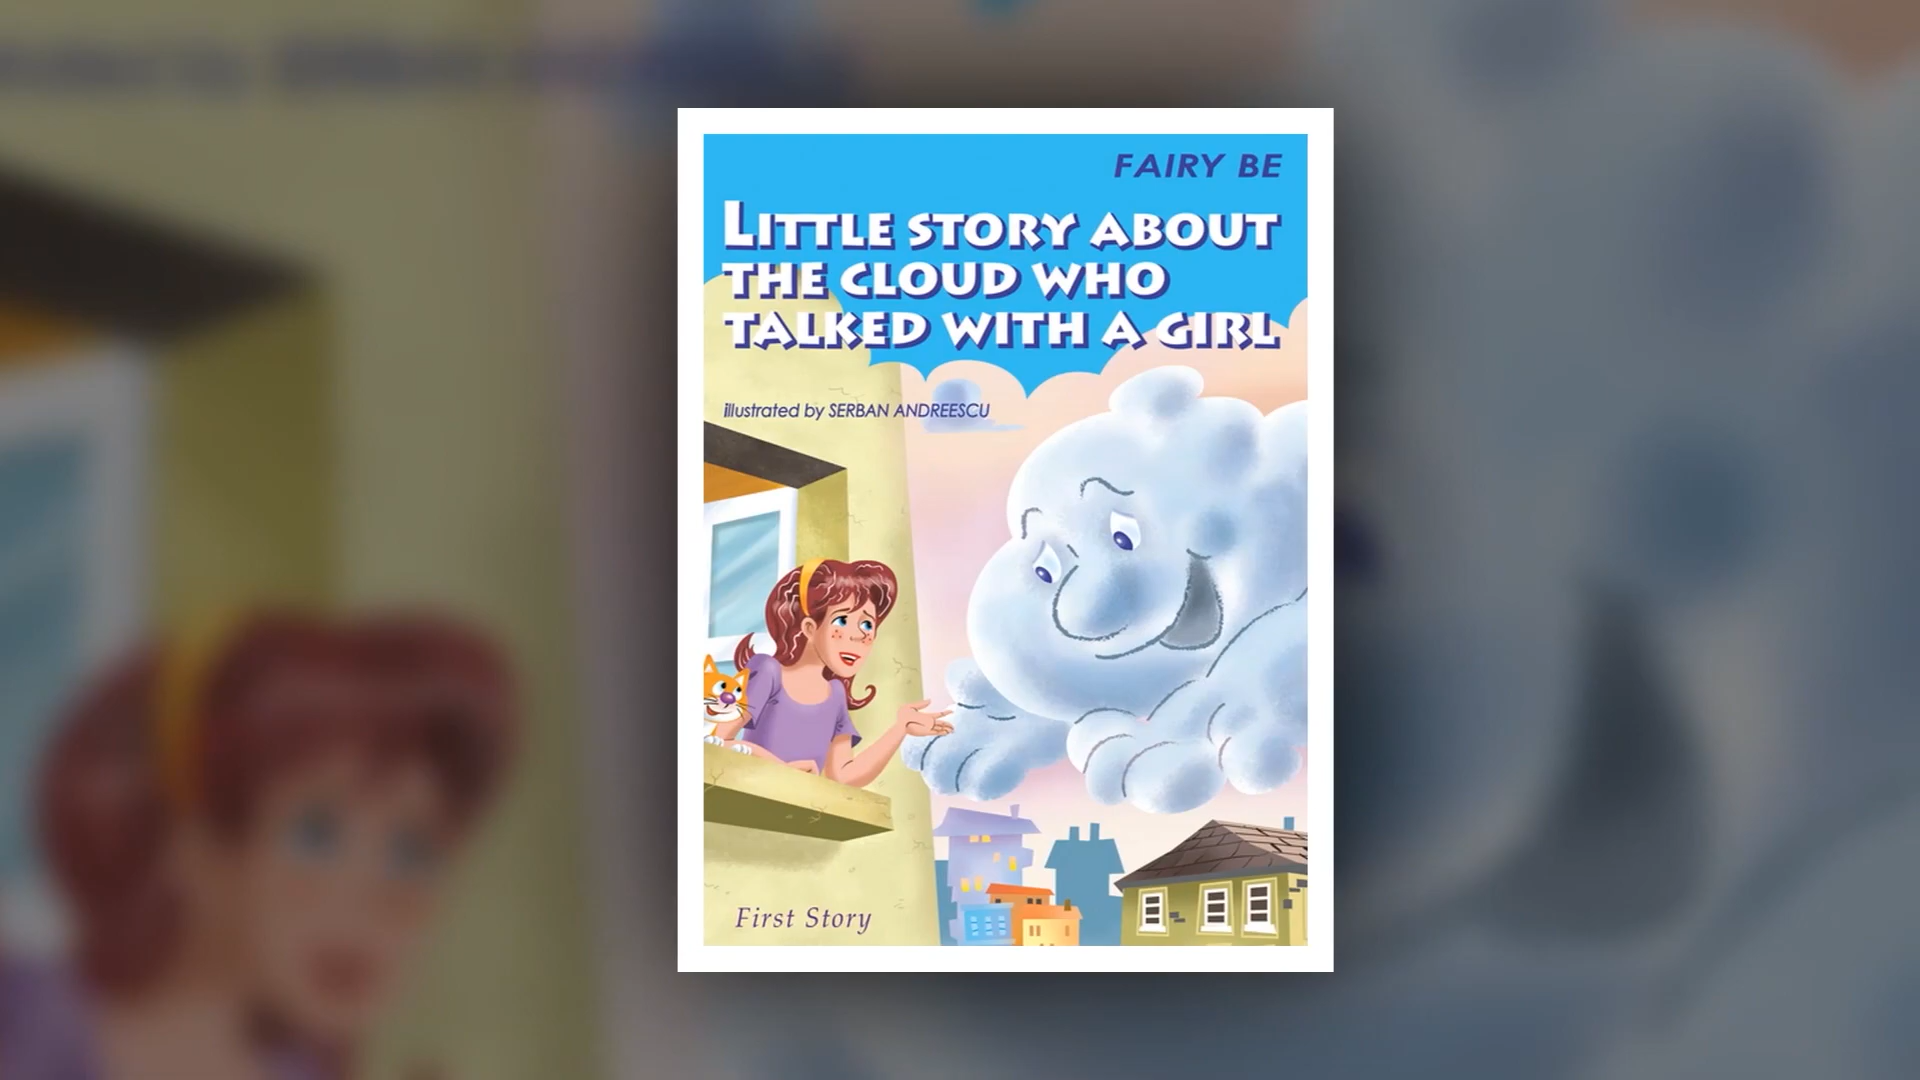 FAIRY BE
LITTLE STORY ABOUT
THE CLOUD WHO
TALKED WITH A GIRL
illustrated by SERBAN ANDREESCU
First Story